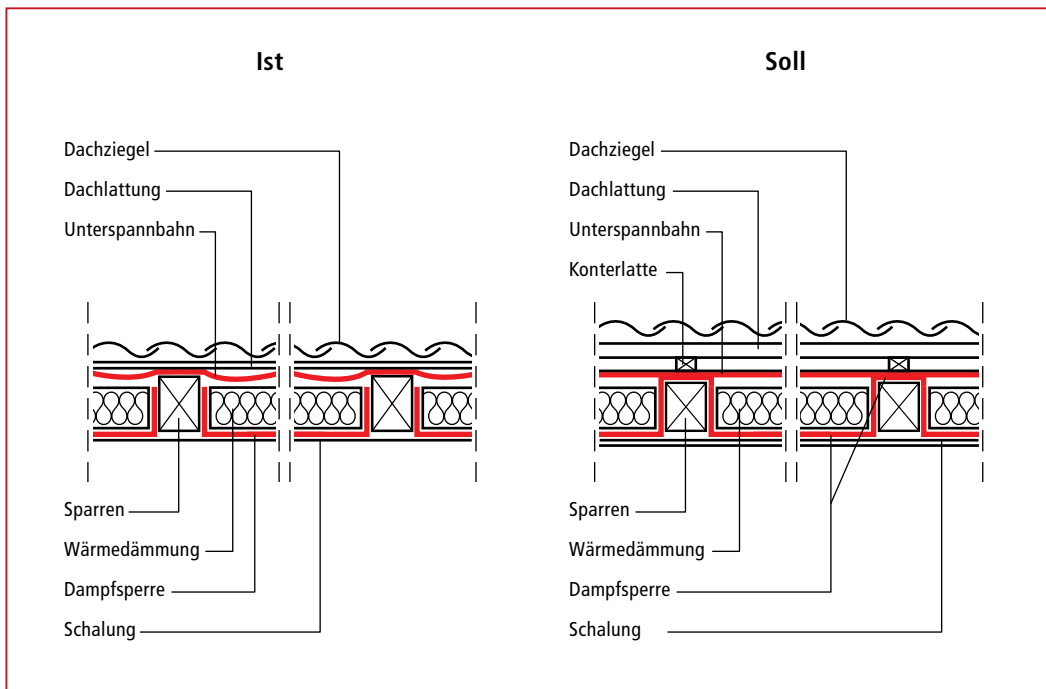 Ist
Dachziegel
Dachlattung
Unterspannbahn
Sparren
Wärmedämmung
Dampfsperre
Schalung
Soll
Dachziegel
Dachlattung
Unterspannbahn
Konterlatte
Sparren
Wärmedämmung
Dampfsperre
Schalung